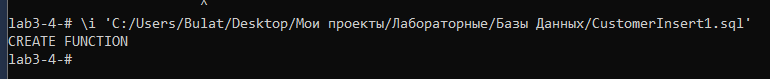 ^
lab3-4-# \i 'C:/Users/Bulat/Desktop/Мои проекты/Лабораторные/Базы Данных/CustomerInsert1.sql'
CREATE FUNCTION
lab3-4-#